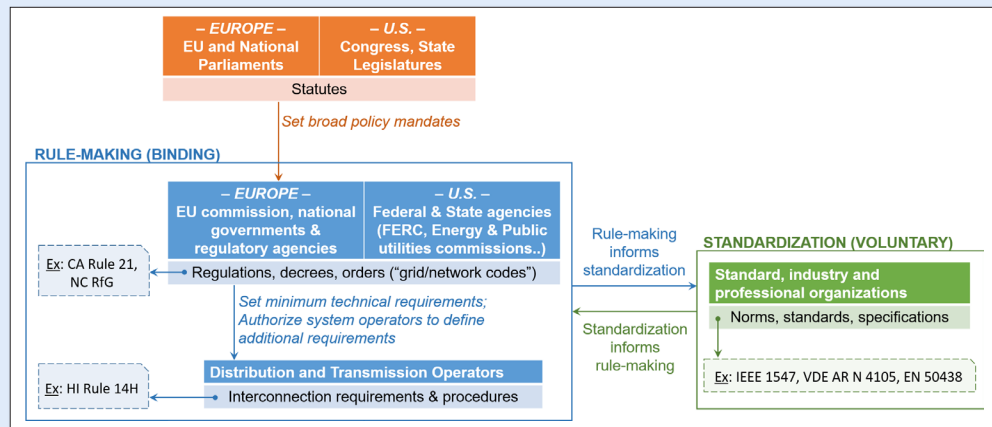 – EUROPE –
EU and National
Parliaments
– U.S. –
Congress, State
Legislatures
Statutes
Set broad policy mandates
RULE-MAKING (BINDING)
– EUROPE –
EU commission, national
governments &
regulatory agencies
– U.S. –
Federal & State agencies
(FERC, Energy & Public
utilities commissions..)
Regulations, decrees, orders (“grid/network codes”)
Ex: CA Rule 21,
NC RfG
Set minimum technical requirements;
Authorize system operators to define
additional requirements
Distribution and Transmission Operators
Interconnection requirements & procedures
Ex: HI Rule 14H
Rule-making
informs
standardization
Standardization
informs
rule-making
STANDARDIZATION (VOLUNTARY)
Standard, industry and
professional organizations
Norms, standards, specifications
Ex: IEEE 1547, VDE AR N 4105, EN 50438